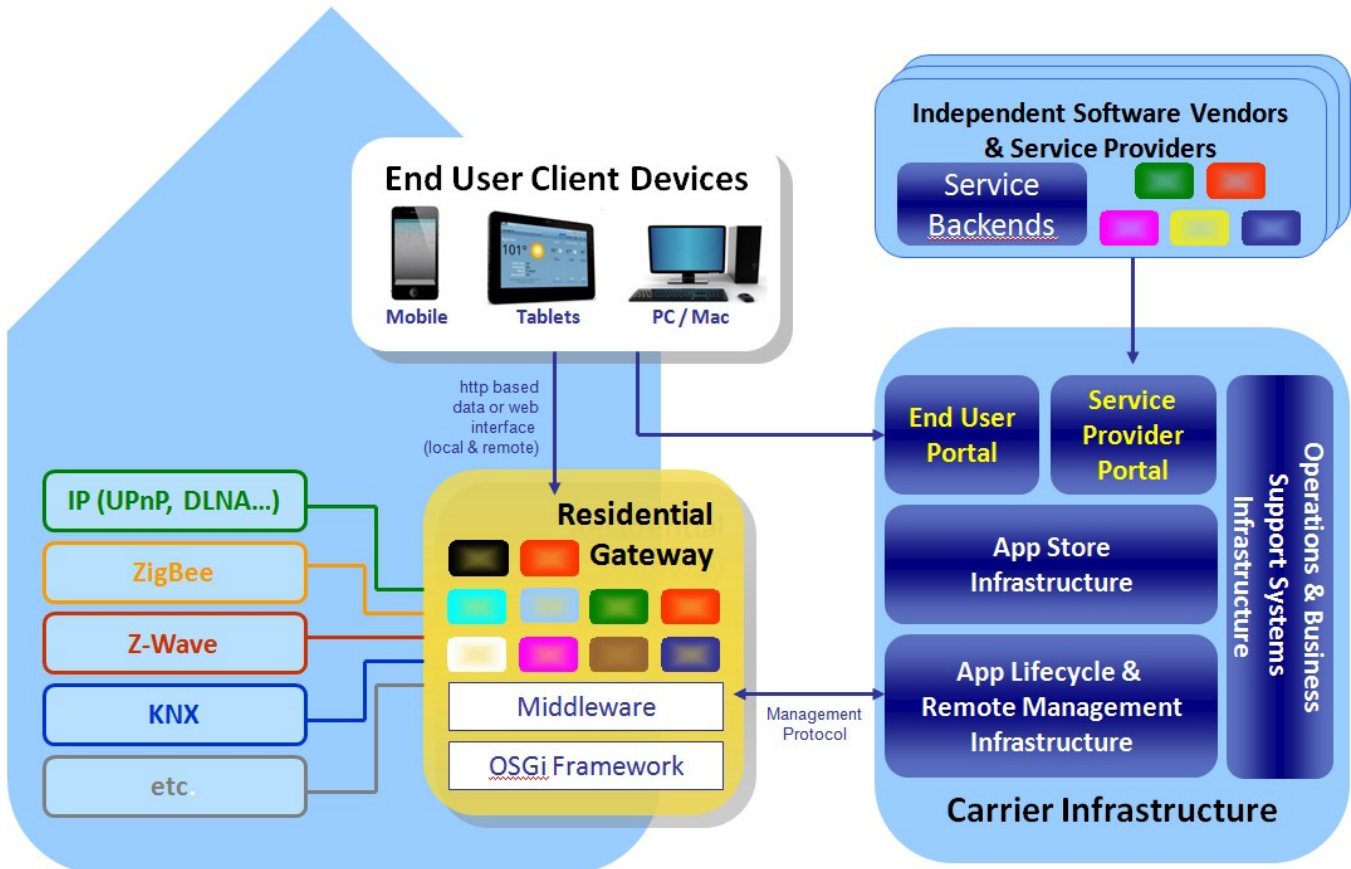 Independent Software Vendors
& Service Providers
Service
Backends
End User Client Devices
101°
Mobile
Tablets
PC / Mac
http based
data or web
interface
(local & remote)
End User
Portal
Service
Provider
Portal
Operations & Business
Support Systems
Infrastructure
IP (UPnP, DLNA...)
ZigBee
Z-Wave
KNX
etc.
Residential
Gateway
Middleware
OSGi Framework
Management
Protocol
App Store
Infrastructure
App Lifecycle &
Remote Management
Infrastructure
Carrier Infrastructure